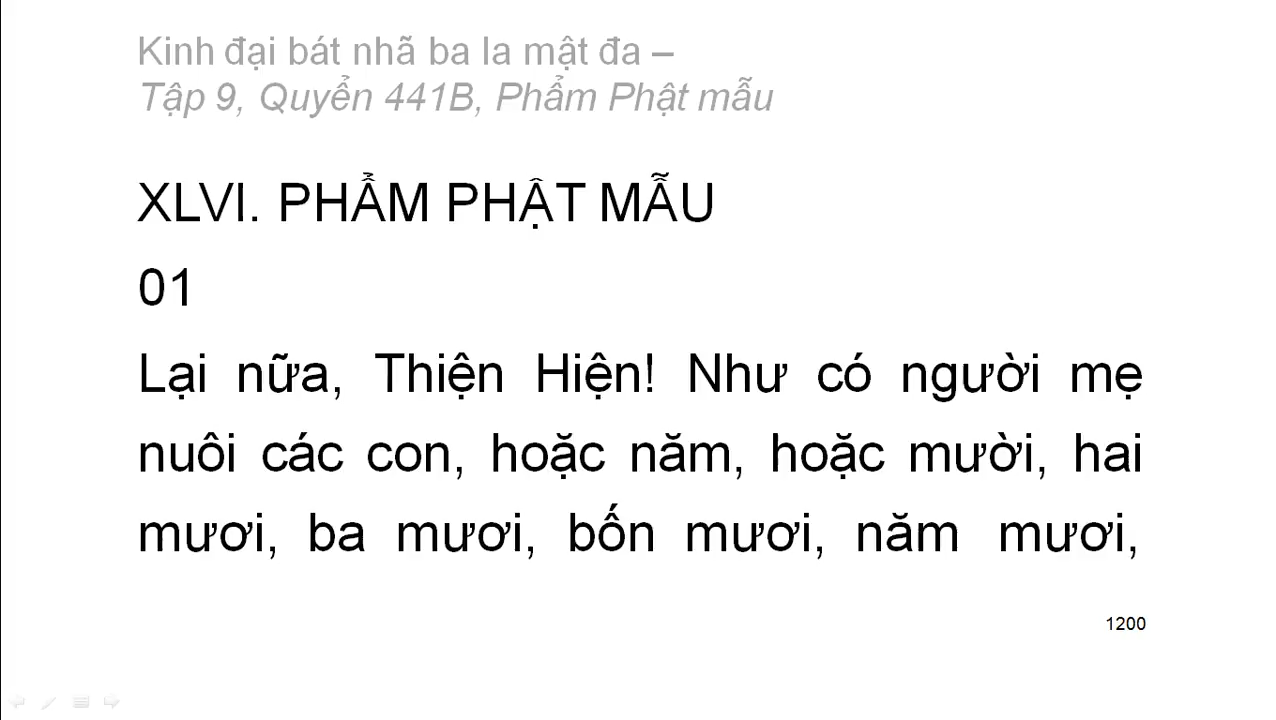 Kinh đại bát nhã ba la mật đa –
Tập 9, Quyển 441B, Phẩm Phật mẫu
XLVI. PHẨM PHẬT MẪU
01
Lại nữa, Thiện Hiện! Như có người mẹ
nuôi các con, hoặc năm, hoặc mười, hai
mươi, ba mươi, bốn mươi, năm mươi,
1200